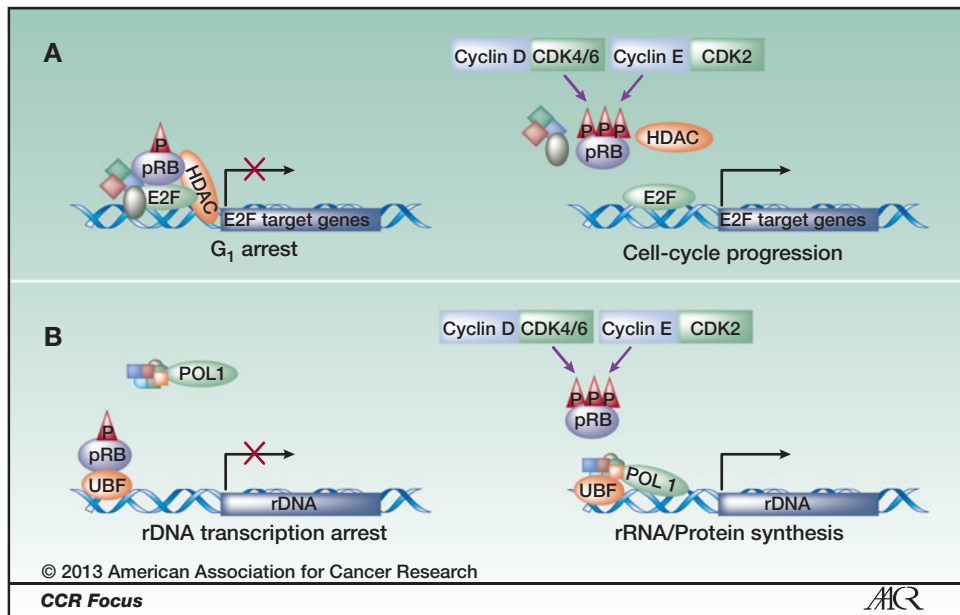 A
Cyclin D CDK4/6 Cyclin E CDK2
P
pRB
HDAC
E2F
E2F target genes
G1 arrest
P P P
pRB
HDAC
E2F
E2F target genes
Cell-cycle progression
B
POL1
P
pRB
UBF
rDNA
rDNA transcription arrest
Cyclin D CDK4/6 Cyclin E CDK2
P P P
pRB
UBF
POL 1
rDNA
rRNA/Protein synthesis
© 2013 American Association for Cancer Research
CCR Focus
AACR